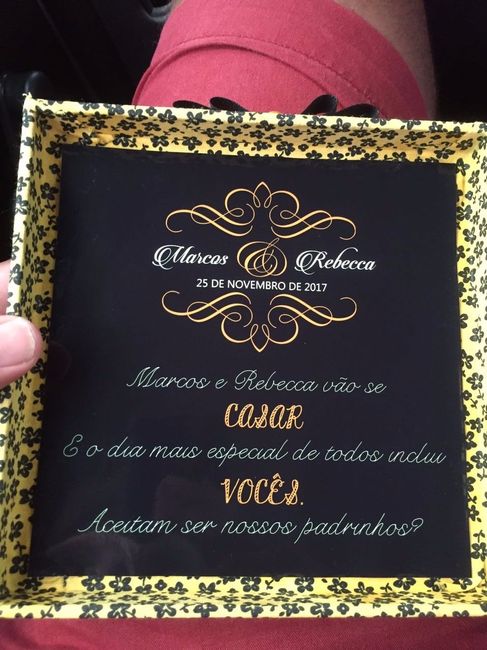 Marcos & Rebecca
25 DE NOVEMBRO DE 2017
Marcos e Rebecca vão se
CASAR
E o dia mais especial de todos inclui
VOCÊS.
Aceitam ser nossos padrinhos?